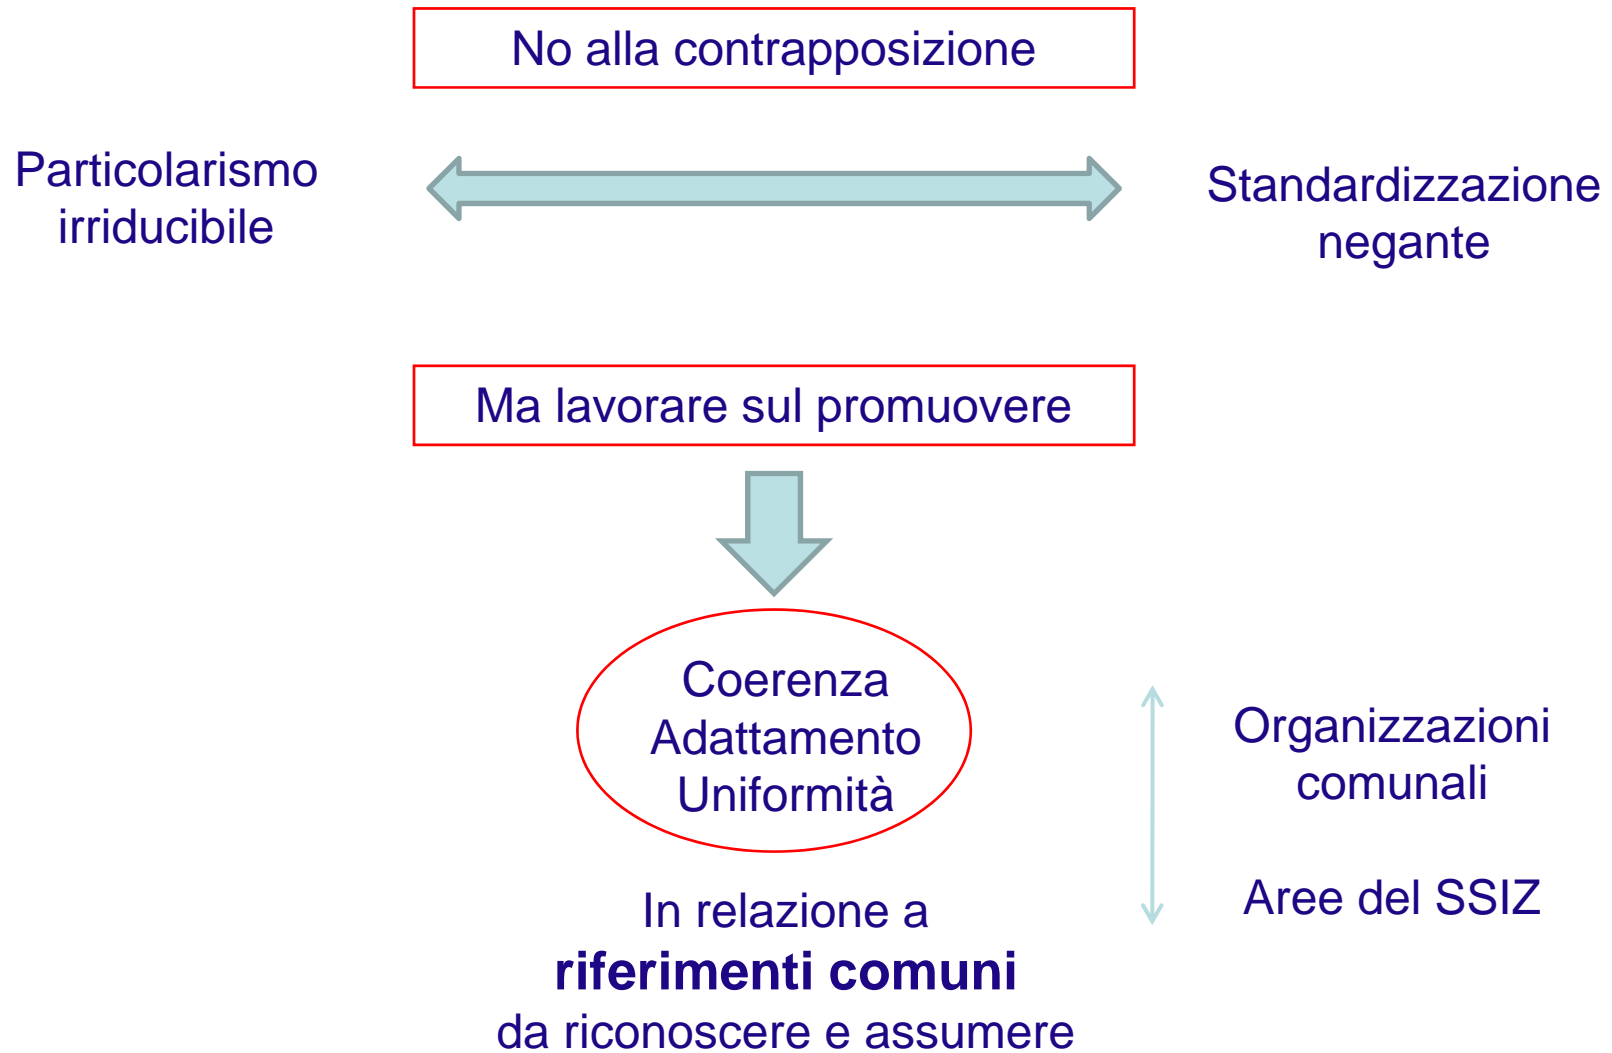 No alla contrapposizione
Particolarismo
irriducibile
Standardizzazione
negante
Ma lavorare sul promuovere
Coerenza
Adattamento
Uniformità
Organizzazioni
comunali
Aree del SSIZ
In relazione a
riferimenti comuni
da riconoscere e assumere